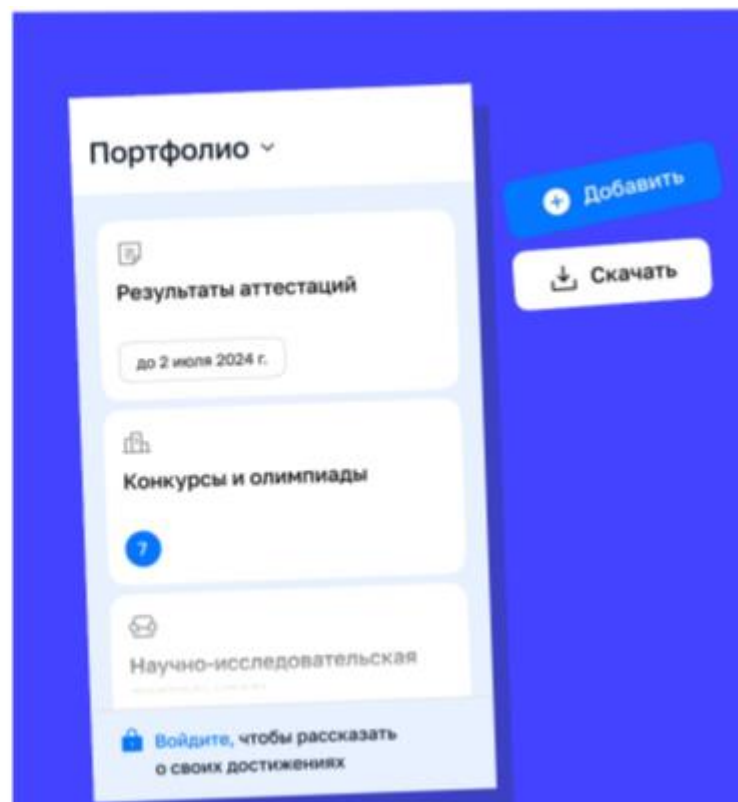 Портфолио
Добавить
Скачать
Результаты аттестаций
до 2 июля 2024 г.
Конкурсы и олимпиады
7
Научно-исследовательская
Войдите, чтобы рассказать
о своих достижениях